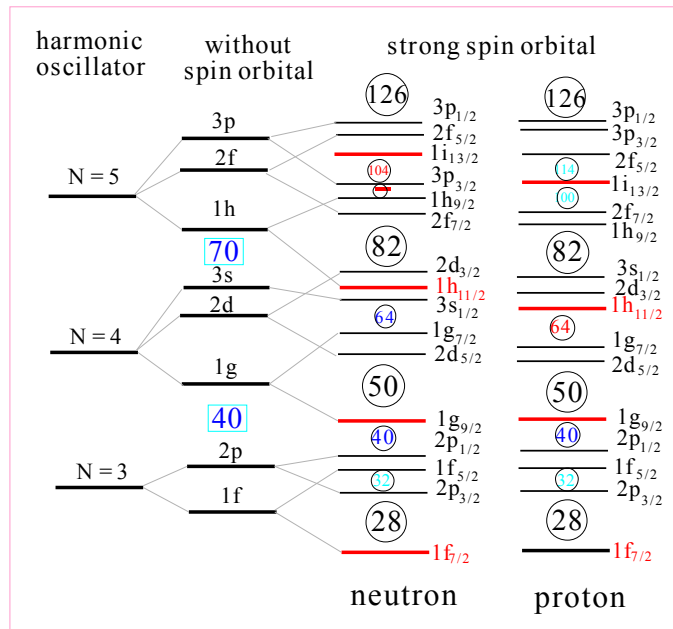 harmonic oscillator
without spin orbital
strong spin orbital
N = 5
N = 4
N = 3
3p
2f
1h
70
3s
2d
1g
40
2p
1f
126
3p1/2
2f5/2
1i13/2
104
3p3/2
1h9/2
2f7/2
82
2d3/2
1h11/2
3s1/2
64
1g7/2
2d5/2
50
1g9/2
40
2p1/2
1f5/2
32
2p3/2
28
1f7/2
neutron
126
3p1/2
3p3/2
2f5/2
114
1i13/2
100
2f7/2
1h9/2
82
3s1/2
2d3/2
1h11/2
64
1g7/2
2d5/2
50
1g9/2
40
2p1/2
1f5/2
32
2p3/2
28
1f7/2
proton